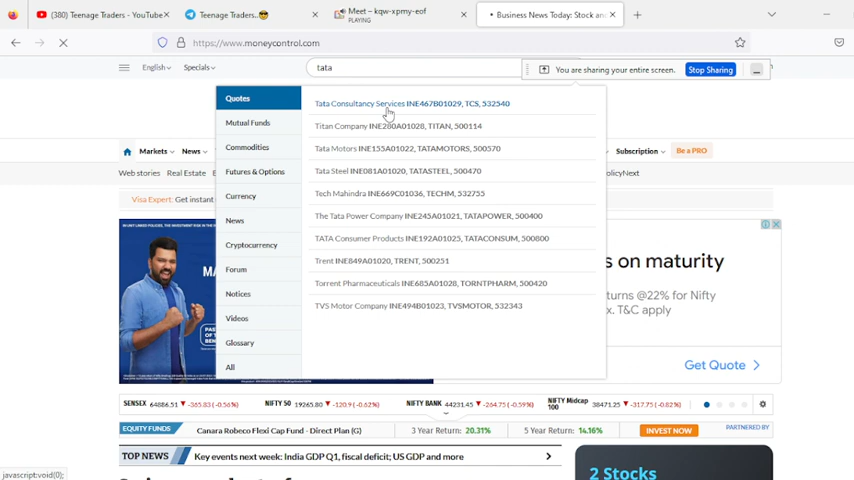 (380) Teenage Traders - YouTube
Teenage Traders..😎
Meet – kqw-xpmy-eof
PLAYING
Business News Today: Stock and
https://www.moneycontrol.com
English
Specials
tata
You are sharing your entire screen.
Stop Sharing
Quotes
Mutual Funds
Commodities
Futures & Options
Currency
News
Cryptocurrency
Forum
Notices
Videos
Glossary
All
Tata Consultancy Services INE467B01029, TCS, 532540
Titan Company INE280A01028, TITAN, 500114
Tata Motors INE155A01022, TATAMOTORS, 500570
Tata Steel INE081A01020, TATASTEEL, 500470
Tech Mahindra INE669C01036, TECHM, 532755
The Tata Power Company INE245A01021, TATAPOWER, 500400
TATA Consumer Products INE192A01025, TATACONSUM, 500800
Trent INE849A01020, TRENT, 500251
Torrent Pharmaceuticals INE685A01028, TORNTPHARM, 500420
TVS Motor Company INE494B01023, TVSMOTOR, 532343
Markets
News
Subscription
Be a PRO
Web stories
Real Estate
olicyNext
Visa Expert: Get instant
s on maturity
turns @22% for Nifty
x. T&C apply
Get Quote
SENSEX 64886.51 -365.83 (-0.56%)
NIFTY 50 19265.80 -120.9 (-0.62%)
NIFTY BANK 44231.45 -264.75 (-0.59%)
NIFTY Midcap 100 38471.25 -317.75 (-0.82%)
EQUITY FUNDS
Canara Robeco Flexi Cap Fund - Direct Plan (G)
3 Year Return: 20.31%
5 Year Return: 14.16%
INVEST NOW
PARTNERED BY
TOP NEWS
Key events next week: India GDP Q1, fiscal deficit; US GDP and more
2 Stocks
javascript:void(0);